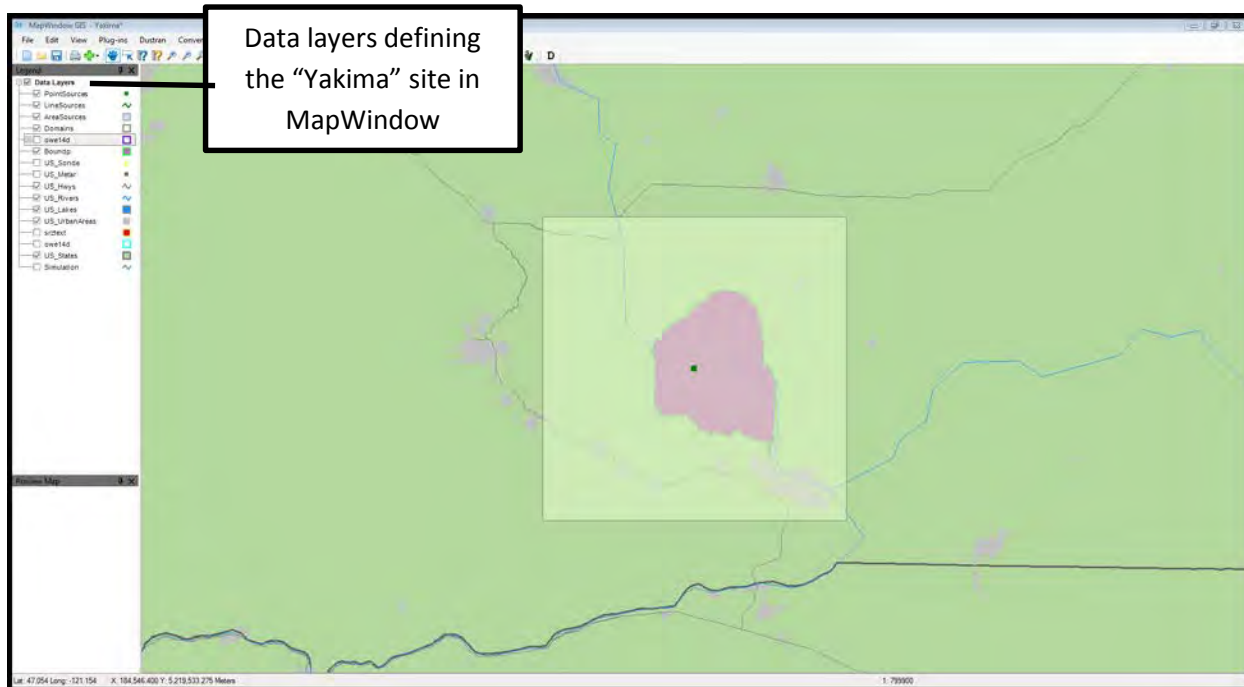 MapWindow GIS - Yakima*
File Edit View Plug-ins Dustran Conver
D
Data layers defining
the “Yakima” site in
MapWindow
Legend
Data Layers
PointSources
LineSources
AreaSources
Domains
owe14d
Boundp
US_Sonde
US_Metar
US_Hwys
US_Rivers
US_Lakes
US_UrbanAreas
srctext
owe14d
US_States
Simulation
Preview Map
Lat: 47.054 Long: -121.154 X: 184,546.400 Y: 5,219,533.275 Meters
1: 799900